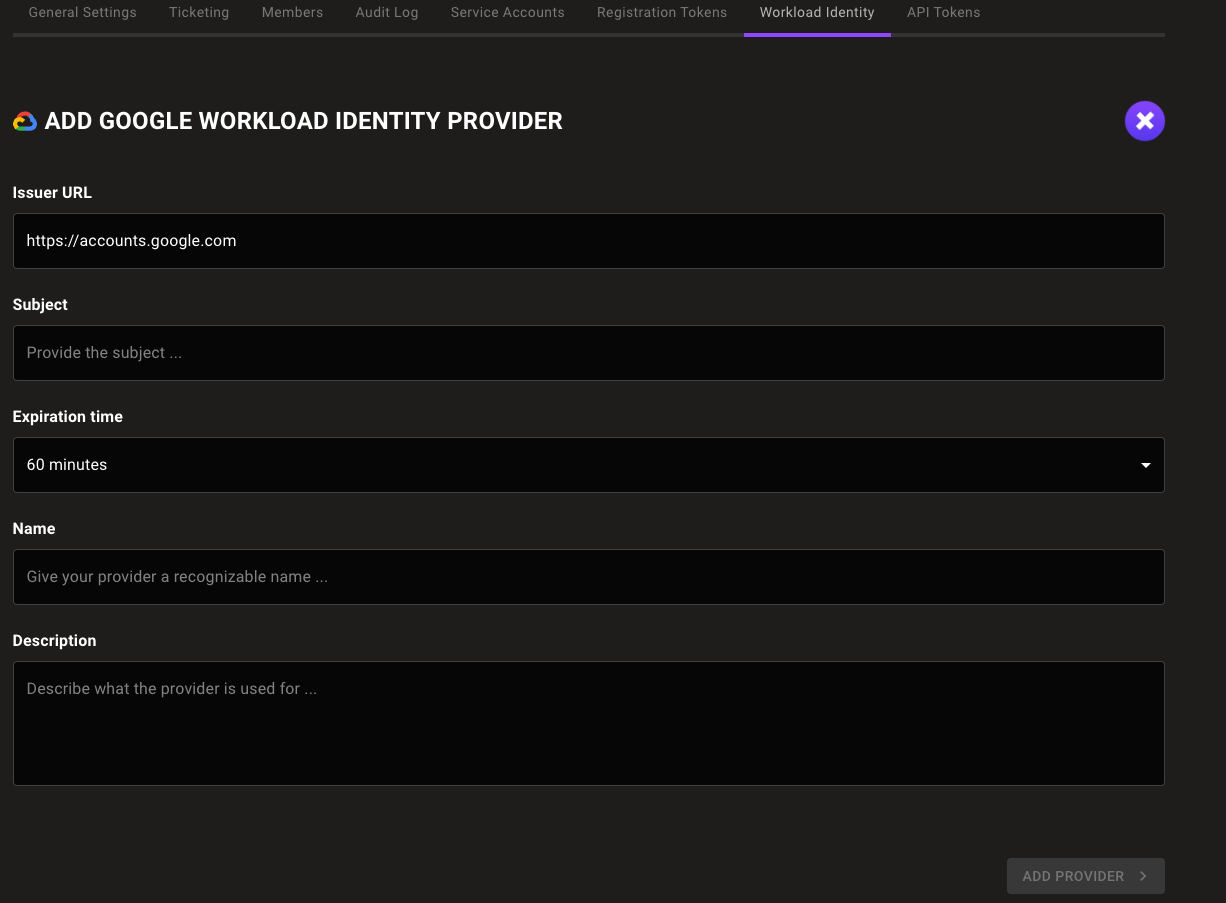 General Settings Ticketing Members Audit Log Service Accounts Registration Tokens Workload Identity API Tokens
ADD GOOGLE WORKLOAD IDENTITY PROVIDER
Issuer URL
https://accounts.google.com
Subject
Provide the subject ...
Expiration time
60 minutes
Name
Give your provider a recognizable name ...
Description
Describe what the provider is used for ...
ADD PROVIDER